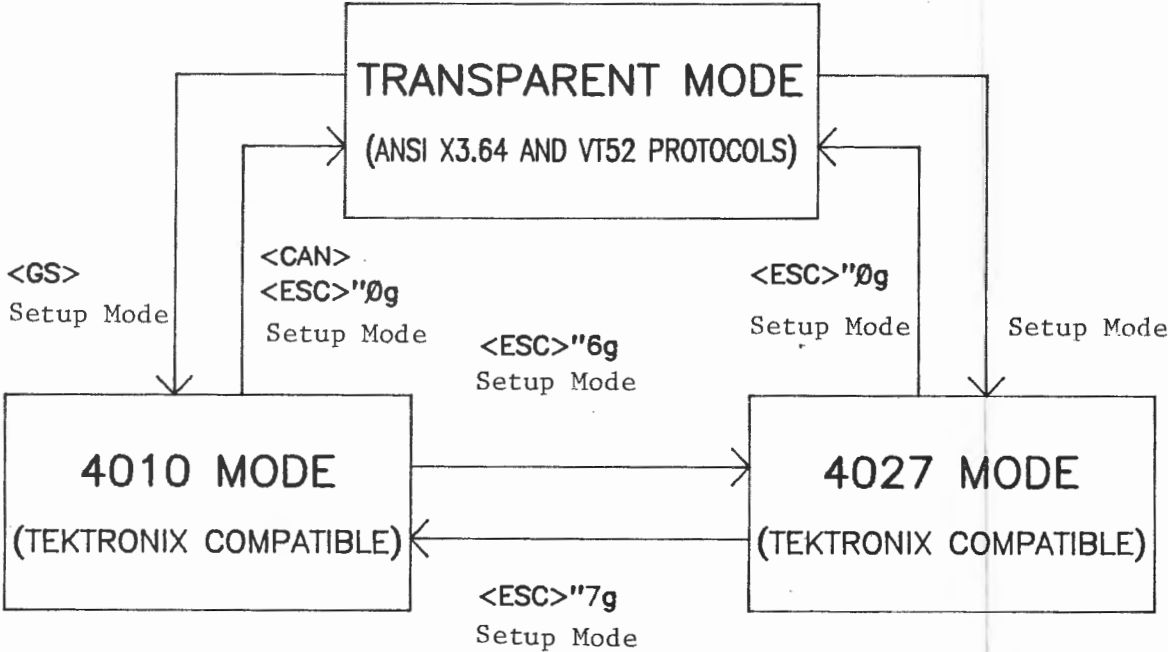 TRANSPARENT MODE
(ANSI X3.64 AND VT52 PROTOCOLS)
<GS>
Setup Mode
<CAN>
<ESC>"Øg
Setup Mode
<ESC>"6g
Setup Mode
<ESC>"Øg
Setup Mode
Setup Mode
4010 MODE
(TEKTRONIX COMPATIBLE)
4027 MODE
(TEKTRONIX COMPATIBLE)
<ESC>"7g
Setup Mode